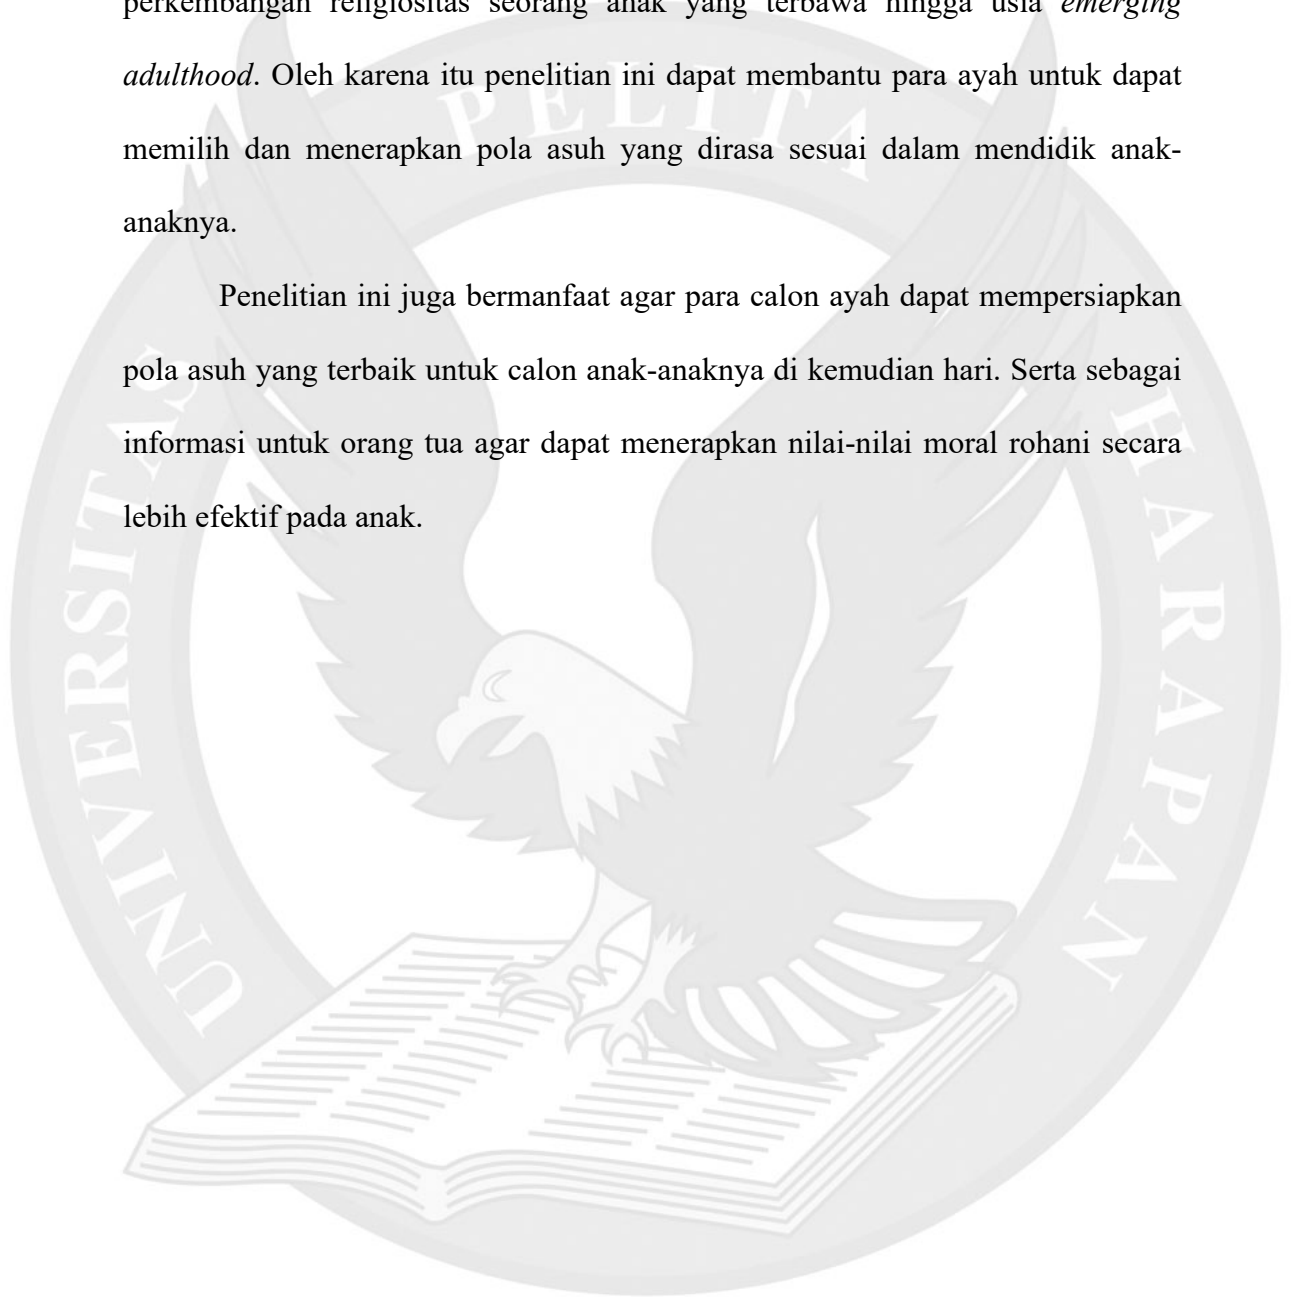 perkembangan religiositas seorang anak yang terbawa hingga usia emerging
adulthood. Oleh karena itu penelitian ini dapat membantu para ayah untuk dapat
memilih dan menerapkan pola asuh yang dirasa sesuai dalam mendidik anak-
anaknya.
Penelitian ini juga bermanfaat agar para calon ayah dapat mempersiapkan
pola asuh yang terbaik untuk calon anak-anaknya di kemudian hari. Serta sebagai
informasi untuk orang tua agar dapat menerapkan nilai-nilai moral rohani secara
lebih efektif pada anak.
UNIVERSITAS PELITA HARAPAN